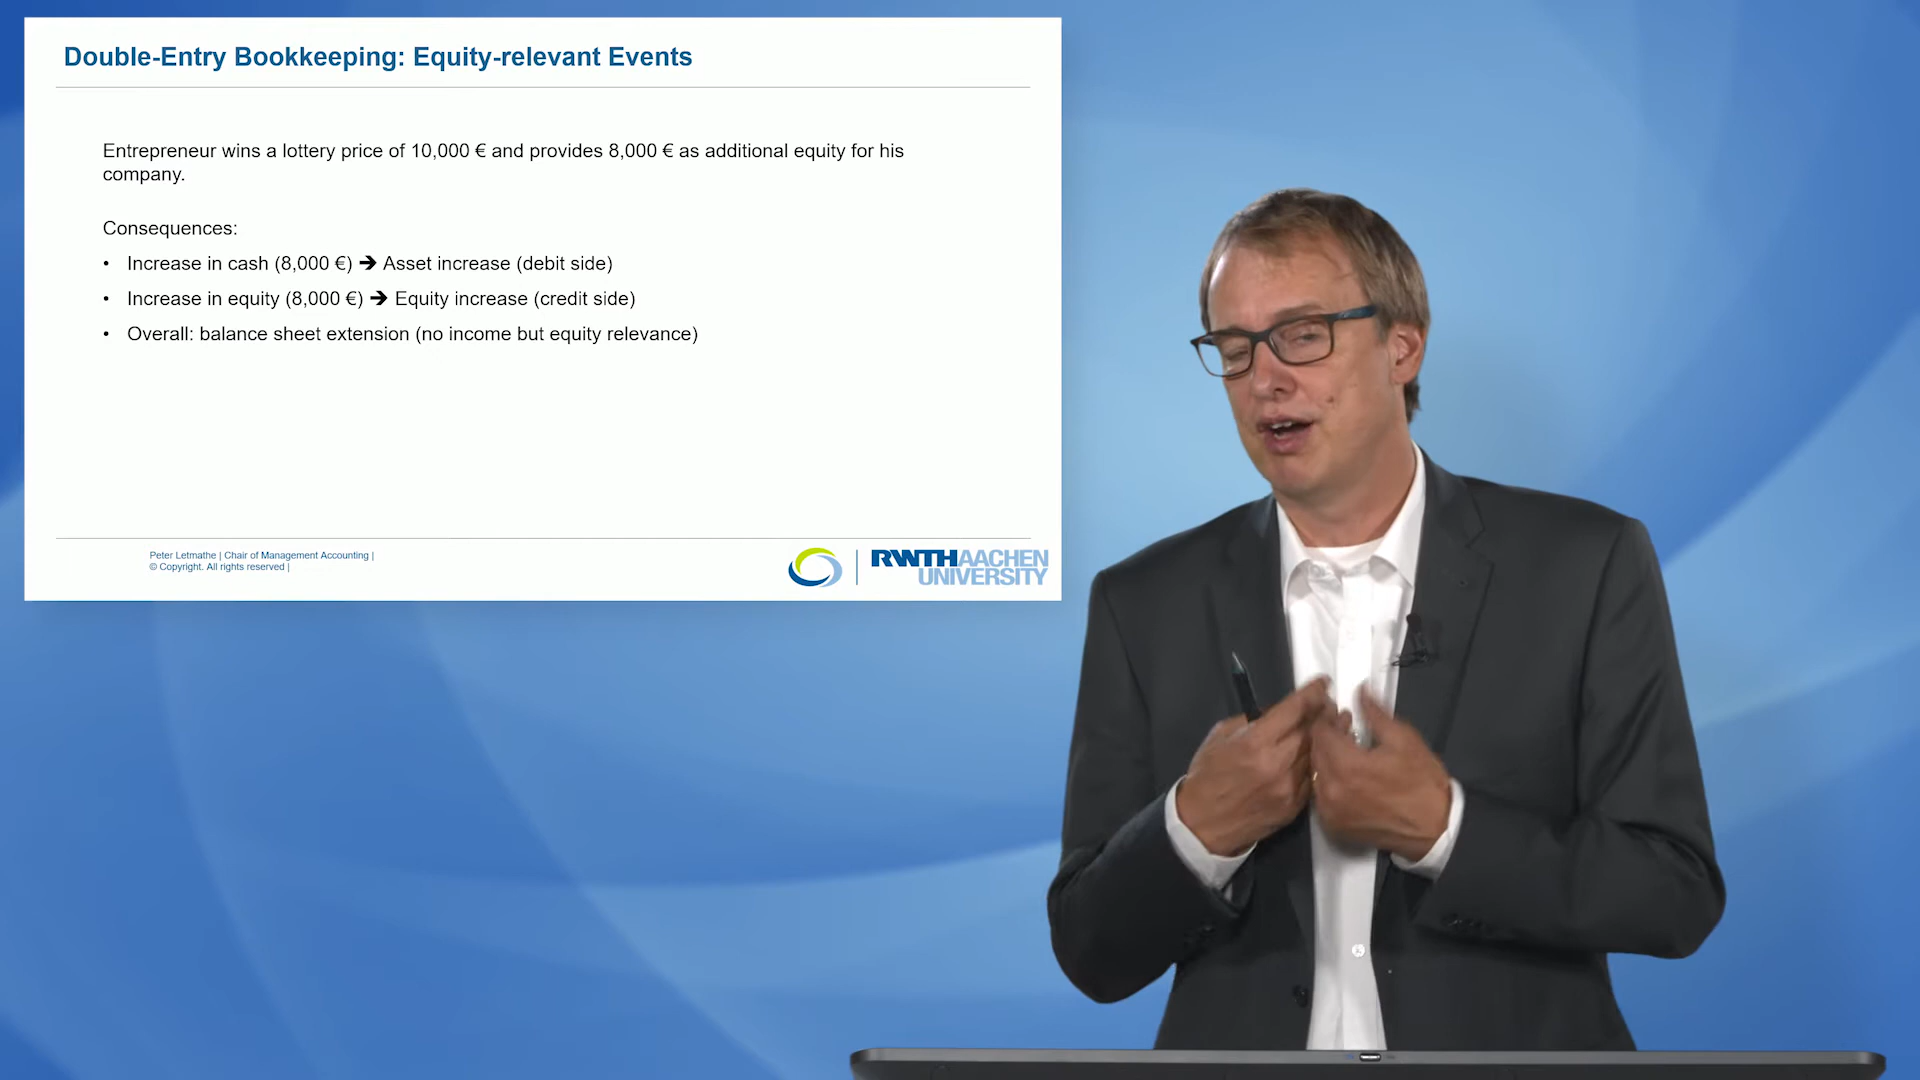 Double-Entry Bookkeeping: Equity-relevant Events
Entrepreneur wins a lottery price of 10,000 € and provides 8,000 € as additional equity for his
company.
Consequences:
• Increase in cash (8,000 €) ➔ Asset increase (debit side)
• Increase in equity (8,000 €) ➔ Equity increase (credit side)
• Overall: balance sheet extension (no income but equity relevance)
Peter Letmathe | Chair of Management Accounting |
© Copyright. All rights reserved |
RWTHAACHEN
UNIVERSITY